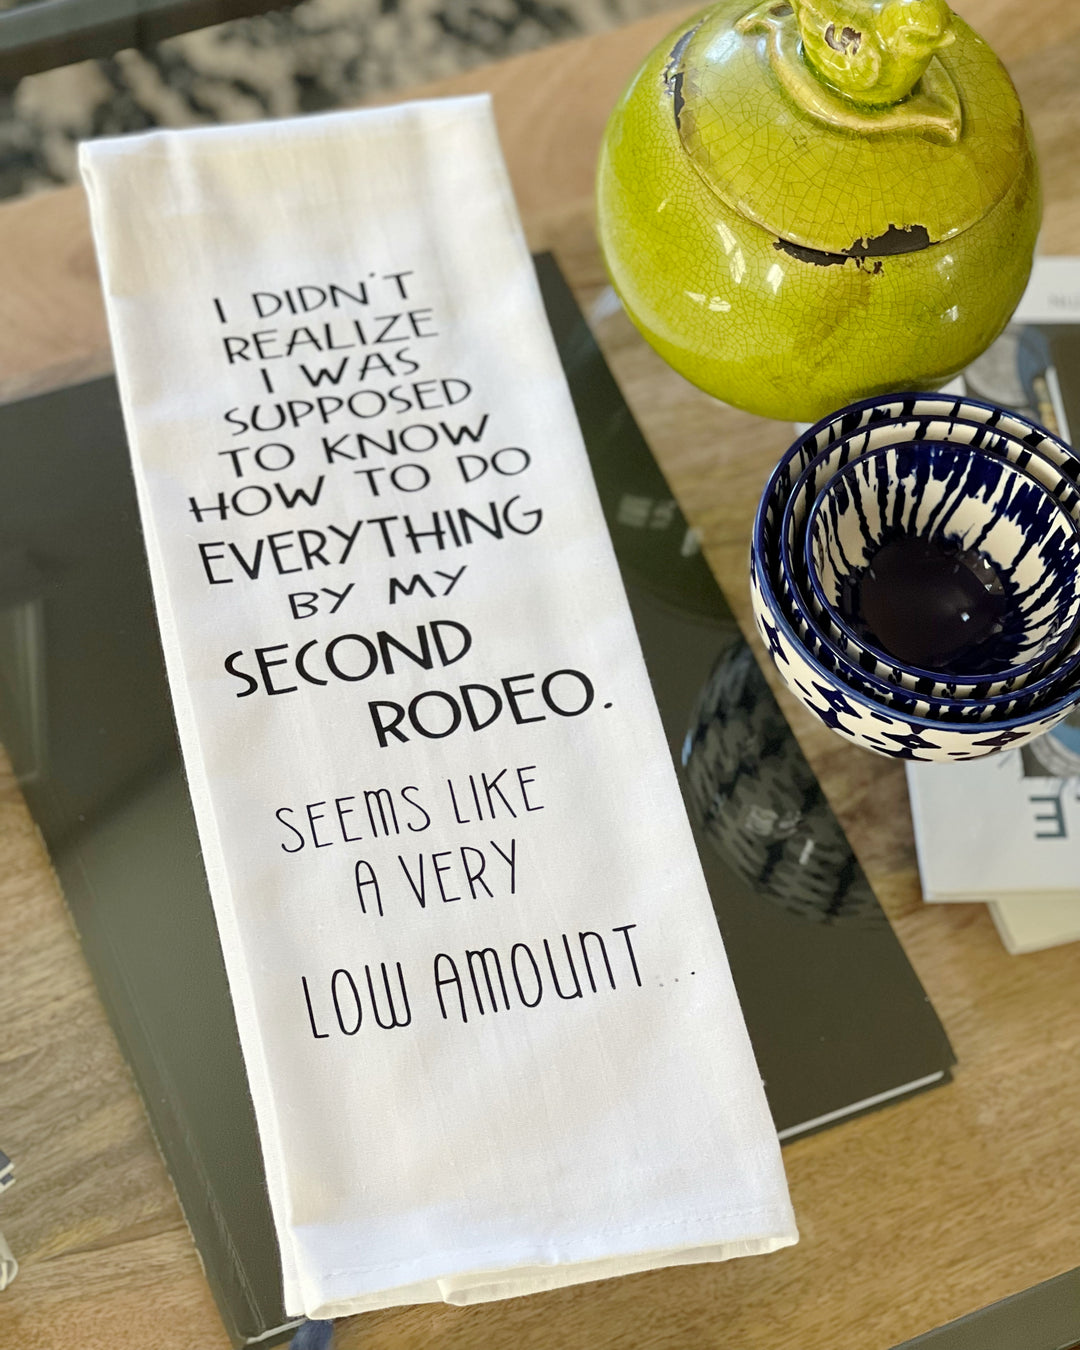 I DIDN'T
REALIZE
I WAS
SUPPOSED
TO KNOW
HOW TO DO
EVERYTHING
BY MY
SECOND
RODEO.
SEEMS LIKE
A VERY
LOW AMOUNT...
E